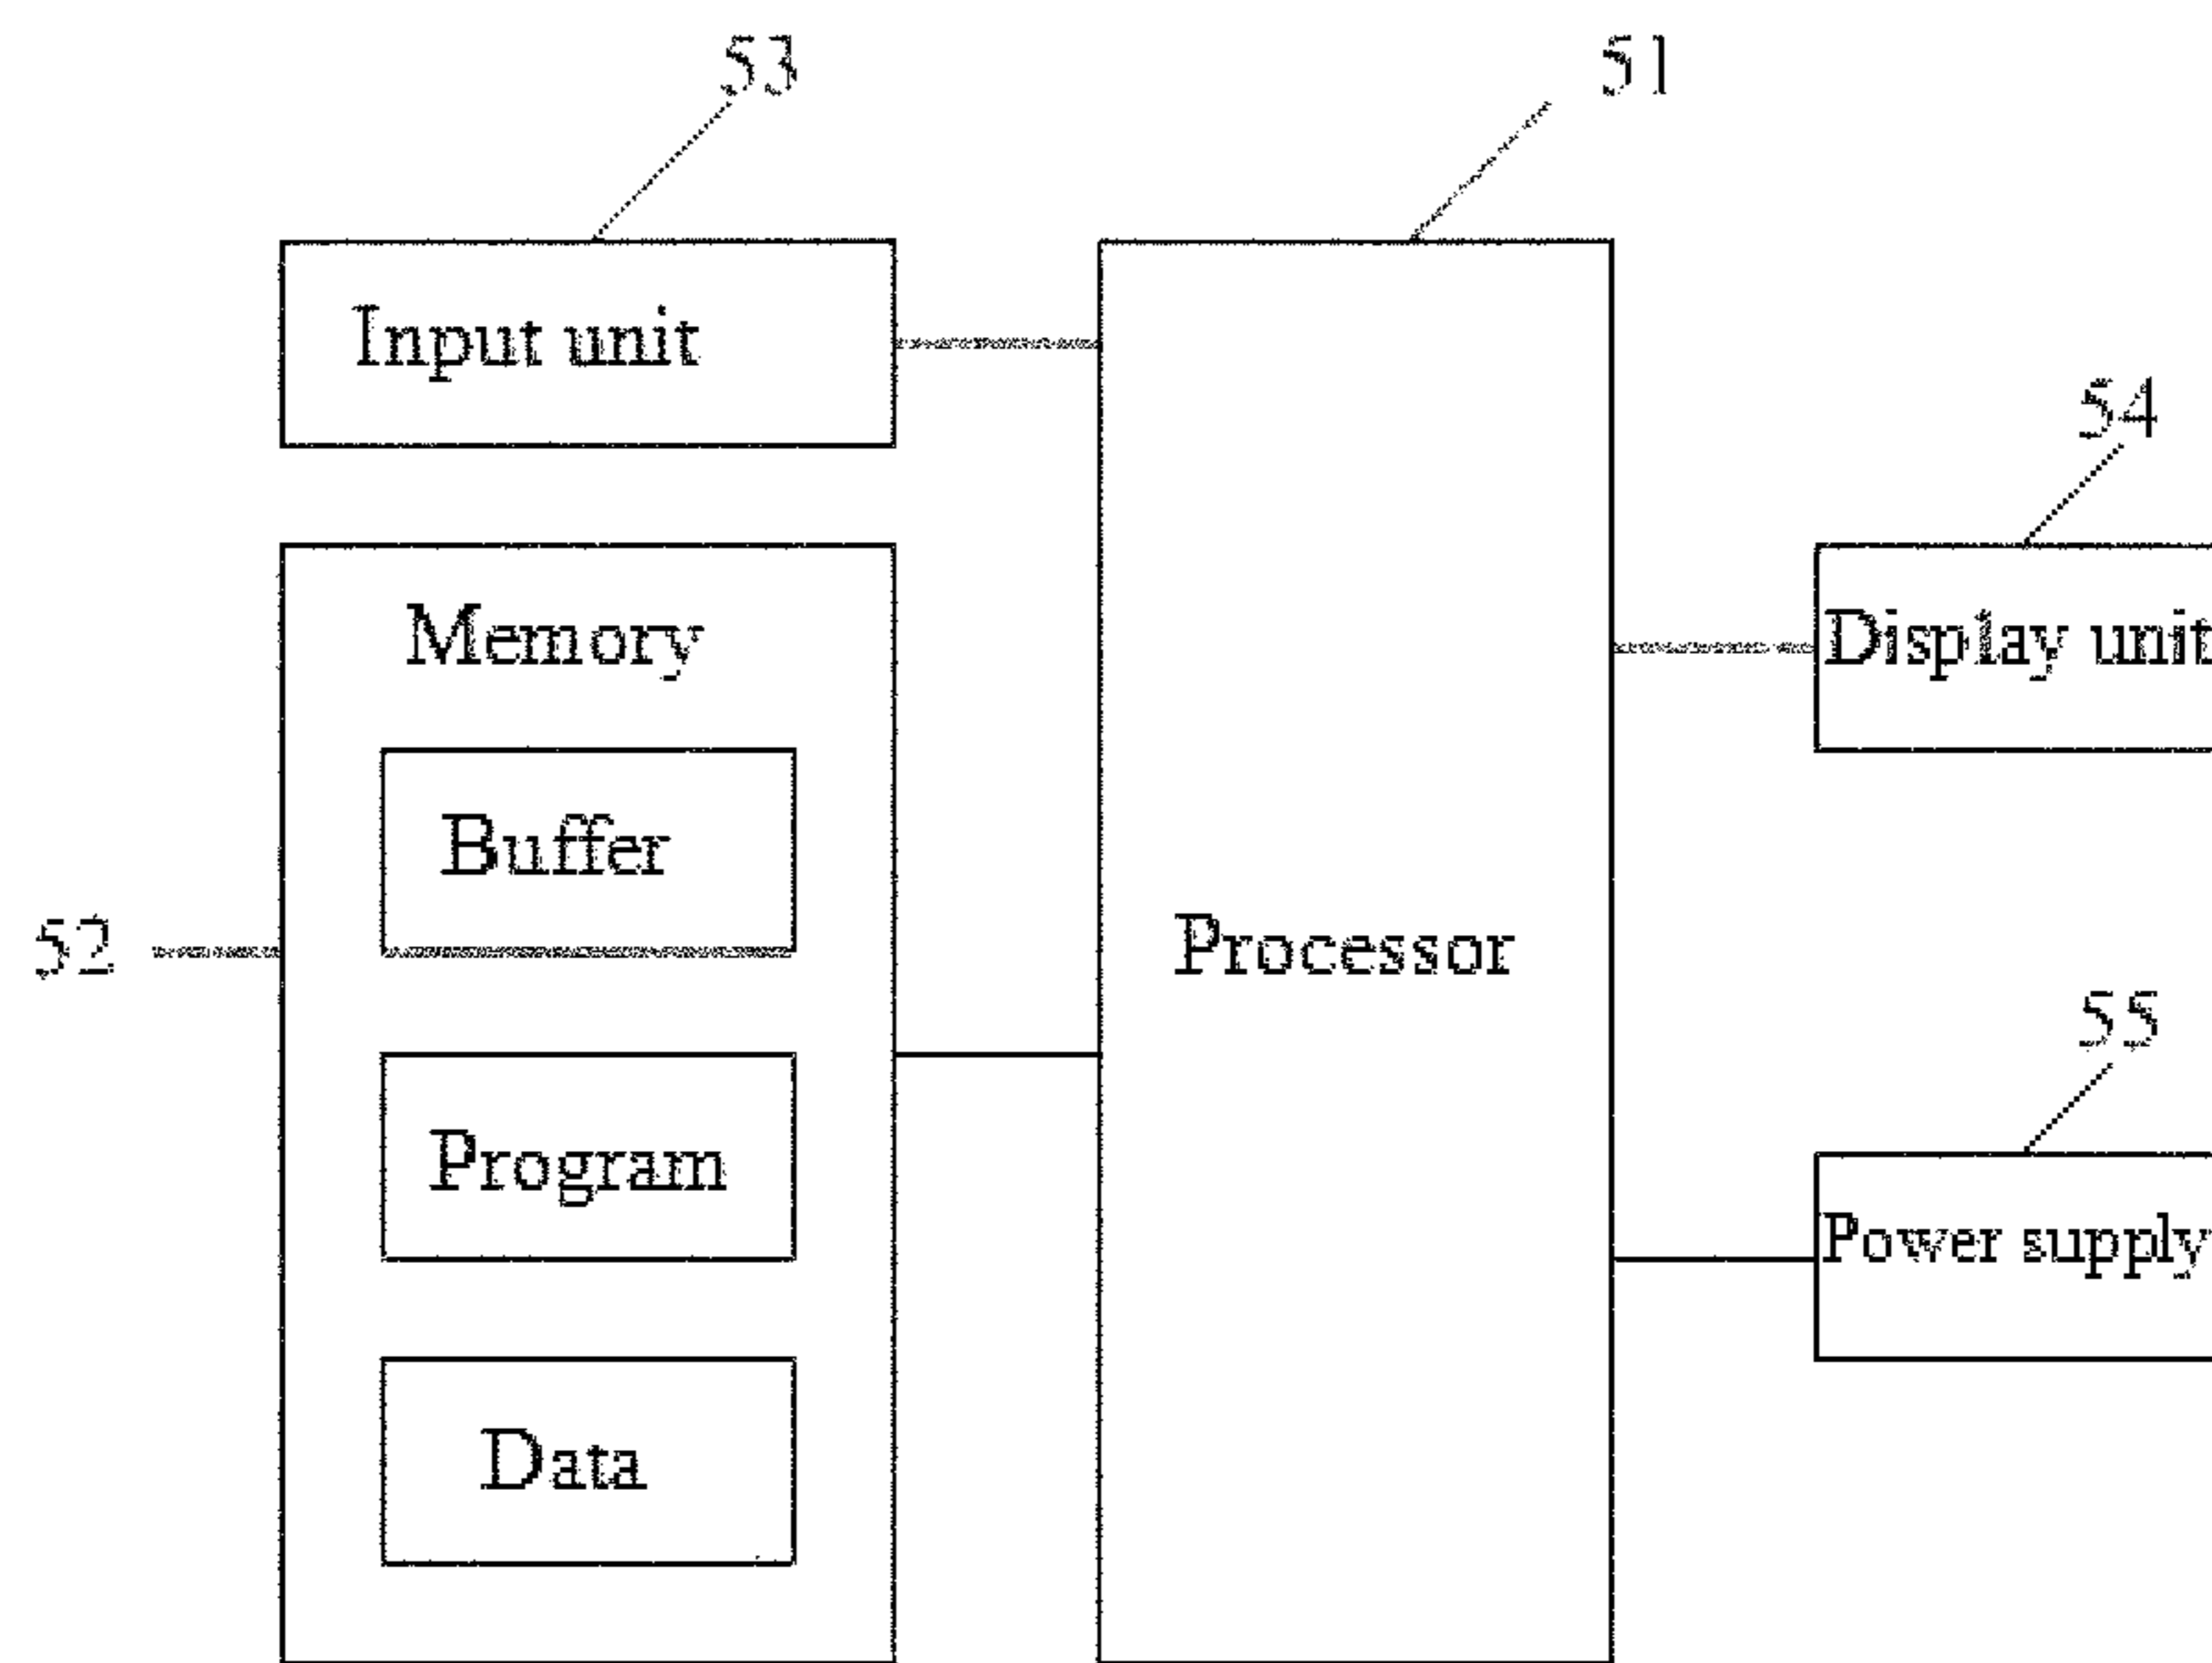 53
51
Input unit
54
Memory
Display unit
Buffer
52
Processor
55
Program
Power supply
Data